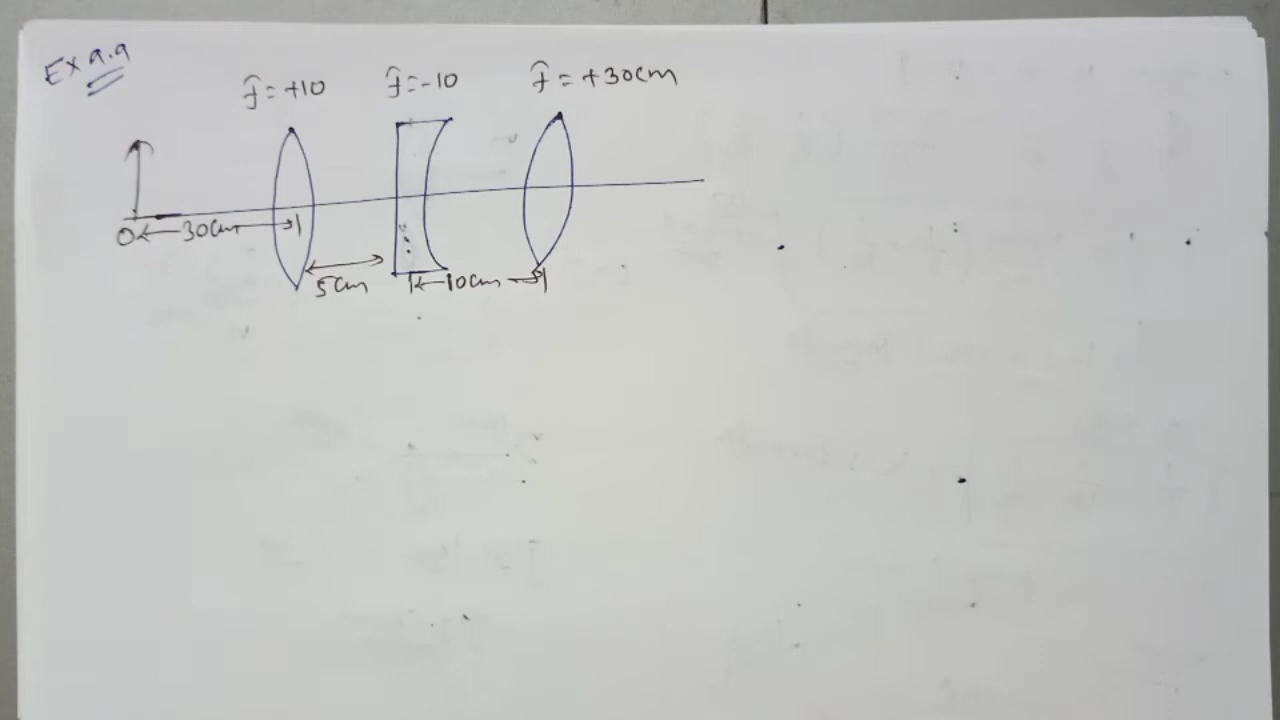 Ex 9.9
f = +10 f = -10 f = +30cm
O 30cm
5cm 10cm